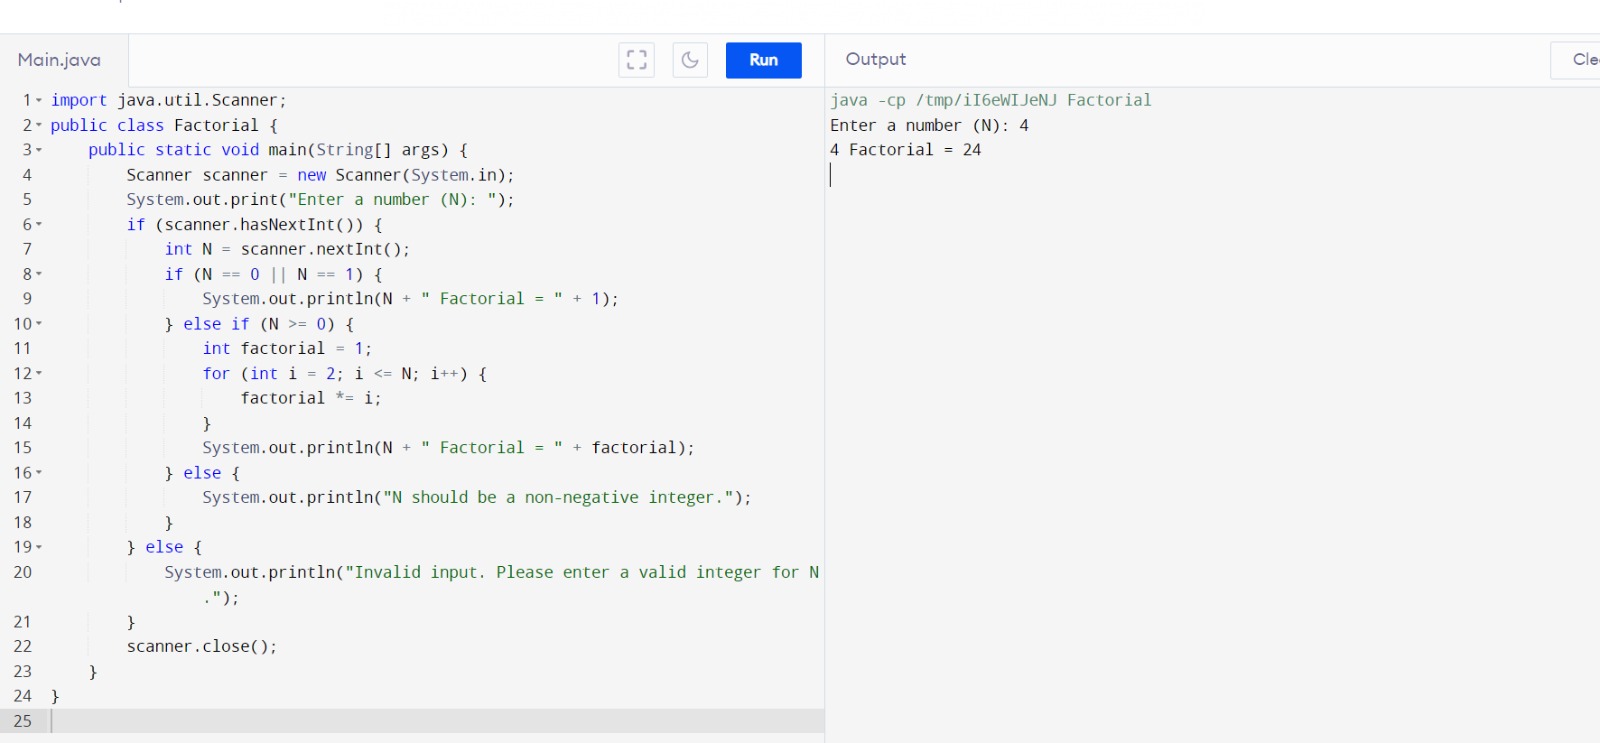 Main.java
Run
1 import java.util.Scanner;
2 public class Factorial {
3     public static void main(String[] args) {
4         Scanner scanner = new Scanner(System.in);
5         System.out.print("Enter a number (N): ");
6         if (scanner.hasNextInt()) {
7             int N = scanner.nextInt();
8             if (N == 0 || N == 1) {
9                 System.out.println(N + " Factorial = " + 1);
10             } else if (N >= 0) {
11                 int factorial = 1;
12                 for (int i = 2; i <= N; i++) {
13                     factorial *= i;
14                 }
15                 System.out.println(N + " Factorial = " + factorial);
16             } else {
17                 System.out.println("N should be a non-negative integer.");
18             }
19         } else {
20             System.out.println("Invalid input. Please enter a valid integer for N
                .");
21         }
22         scanner.close();
23     }
24 }
25
Output
Cle
java -cp /tmp/iI6eWIJeNJ Factorial
Enter a number (N): 4
4 Factorial = 24